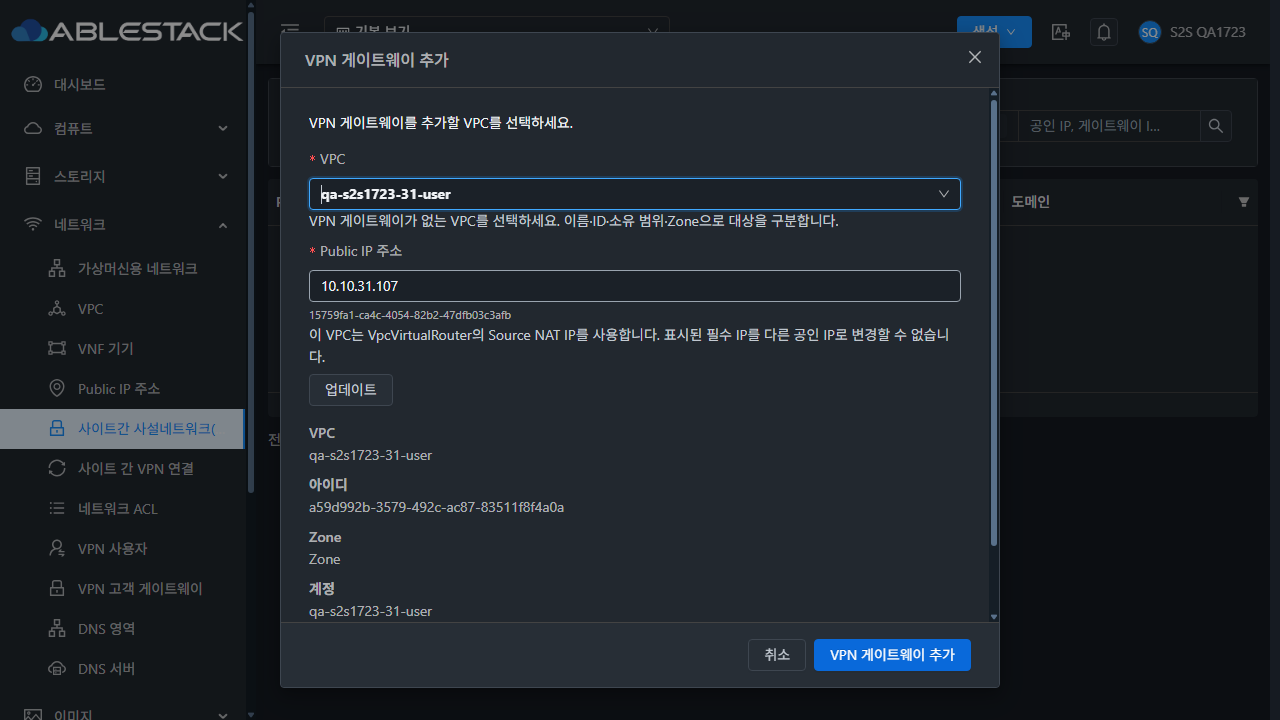 ABLESTACK
기본 보기
생성
SQ
S2S QA1723
대시보드
컴퓨트
스토리지
네트워크
가상머신용 네트워크
VPC
VNF 기기
Public IP 주소
사이트간 사설네트워크(
사이트 간 VPN 연결
네트워크 ACL
VPN 사용자
VPN 고객 게이트웨이
DNS 영역
DNS 서버
이미지
공인 IP, 게이트웨이 I...
도메인
VPN 게이트웨이 추가
VPN 게이트웨이를 추가할 VPC를 선택하세요.
* VPC
qa-s2s1723-31-user
VPN 게이트웨이가 없는 VPC를 선택하세요. 이름·ID·소유 범위·Zone으로 대상을 구분합니다.
* Public IP 주소
10.10.31.107
15759fa1-ca4c-4054-82b2-47dfb03c3afb
이 VPC는 VpcVirtualRouter의 Source NAT IP를 사용합니다. 표시된 필수 IP를 다른 공인 IP로 변경할 수 없습니
다.
업데이트
VPC
qa-s2s1723-31-user
아이디
a59d992b-3579-492c-ac87-83511f8f4a0a
Zone
Zone
계정
qa-s2s1723-31-user
취소
VPN 게이트웨이 추가